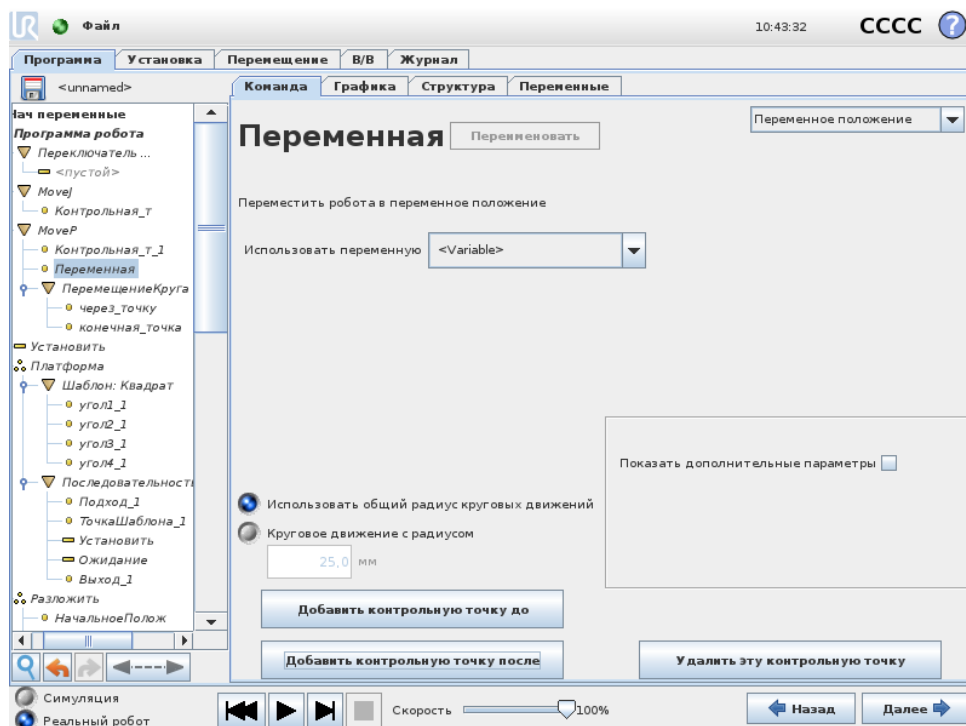 UR Файл 10:43:32 CCCC ?
Программа Установка Перемещение В/В Журнал
<unnamed>
Команда Графика Структура Переменные
Нач переменные
Программа робота
Переключатель ...
<пустой>
MoveJ
Контрольная_т
MoveP
Контрольная_т_1
Переменная
ПеремещениеКруга
через_точку
конечная_точка
Установить
Платформа
Шаблон: Квадрат
угол1_1
угол2_1
угол3_1
угол4_1
Последовательность
Подход_1
ТочкаШаблона_1
Установить
Ожидание
Выход_1
Разложить
НачальноеПолож
Переменная Переименовать Переменное положение
Переместить робота в переменное положение
Использовать переменную <Variable>
Показать дополнительные параметры
Использовать общий радиус круговых движений
Круговое движение с радиусом
25,0 мм
Добавить контрольную точку до
Добавить контрольную точку после Удалить эту контрольную точку
Симуляция
Реальный робот
Скорость 100% Назад Далее